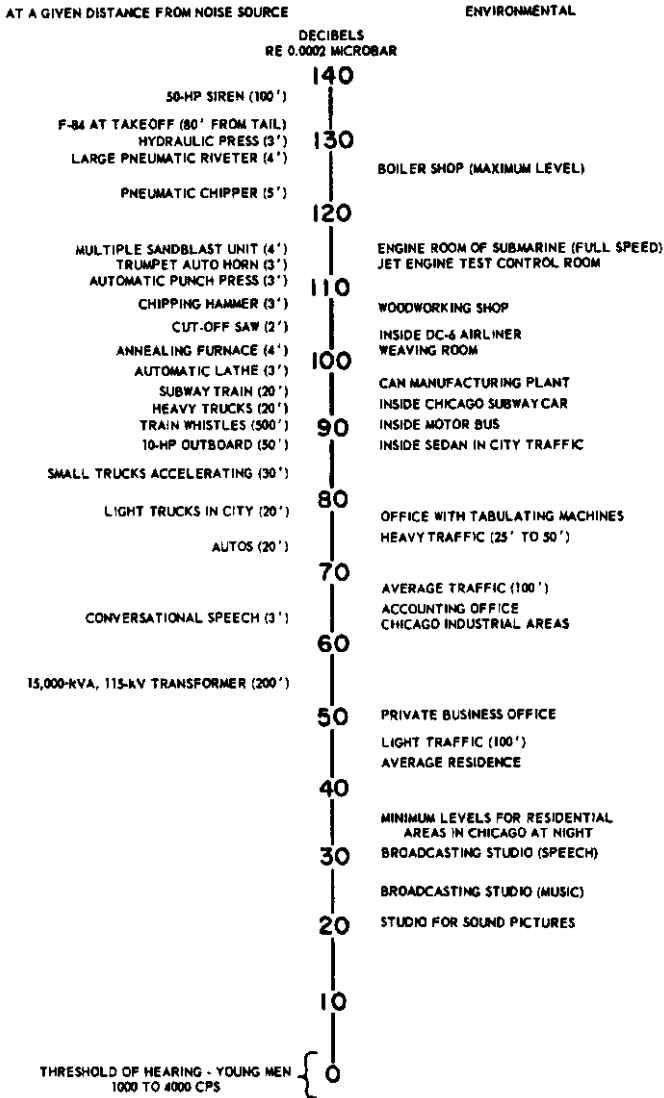 AT A GIVEN DISTANCE FROM NOISE SOURCE
ENVIRONMENTAL
DECIBELS
RE 0.0002 MICROBAR
140
50-HP SIREN (100')
F-84 AT TAKEOFF (80' FROM TAIL)
HYDRAULIC PRESS (3')
130
LARGE PNEUMATIC RIVETER (4')
BOILER SHOP (MAXIMUM LEVEL)
PNEUMATIC CHIPPER (5')
120
MULTIPLE SANDBLAST UNIT (4')
ENGINE ROOM OF SUBMARINE (FULL SPEED)
TRUMPET AUTO HORN (3')
JET ENGINE TEST CONTROL ROOM
AUTOMATIC PUNCH PRESS (3')
110
CHIPPING HAMMER (3')
WOODWORKING SHOP
CUT-OFF SAW (2')
INSIDE DC-6 AIRLINER
ANNEALING FURNACE (4')
WEAVING ROOM
100
AUTOMATIC LATHE (3')
CAN MANUFACTURING PLANT
SUBWAY TRAIN (20')
HEAVY TRUCKS (20')
INSIDE CHICAGO SUBWAY CAR
TRAIN WHISTLES (500')
90
INSIDE MOTOR BUS
10-HP OUTBOARD (50')
INSIDE SEDAN IN CITY TRAFFIC
SMALL TRUCKS ACCELERATING (30')
80
LIGHT TRUCKS IN CITY (20')
OFFICE WITH TABULATING MACHINES
HEAVY TRAFFIC (25' TO 50')
AUTOS (20')
70
AVERAGE TRAFFIC (100')
ACCOUNTING OFFICE
CONVERSATIONAL SPEECH (3')
CHICAGO INDUSTRIAL AREAS
60
15,000-KVA, 115-KV TRANSFORMER (200')
50
PRIVATE BUSINESS OFFICE
LIGHT TRAFFIC (100')
AVERAGE RESIDENCE
40
MINIMUM LEVELS FOR RESIDENTIAL
AREAS IN CHICAGO AT NIGHT
30
BROADCASTING STUDIO (SPEECH)
BROADCASTING STUDIO (MUSIC)
20
STUDIO FOR SOUND PICTURES
10
THRESHOLD OF HEARING - YOUNG MEN
1000 TO 4000 CPS
0